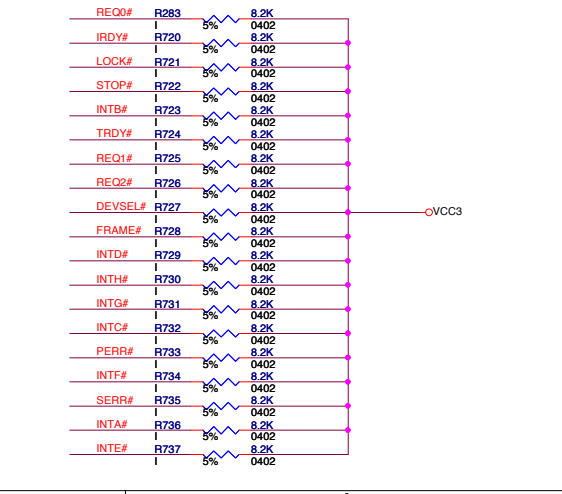 REQ0# R283 8.2K
5% 0402
IRDY# R720 8.2K
5% 0402
LOCK# R721 8.2K
5% 0402
STOP# R722 8.2K
5% 0402
INTB# R723 8.2K
5% 0402
TRDY# R724 8.2K
5% 0402
REQ1# R725 8.2K
5% 0402
REQ2# R726 8.2K
5% 0402
DEVSEL# R727 8.2K VCC3
5% 0402
FRAME# R728 8.2K
5% 0402
INTD# R729 8.2K
5% 0402
INTH# R730 8.2K
5% 0402
INTG# R731 8.2K
5% 0402
INTC# R732 8.2K
5% 0402
PERR# R733 8.2K
5% 0402
INTF# R734 8.2K
5% 0402
SERR# R735 8.2K
5% 0402
INTA# R736 8.2K
5% 0402
INTE# R737 8.2K
5% 0402